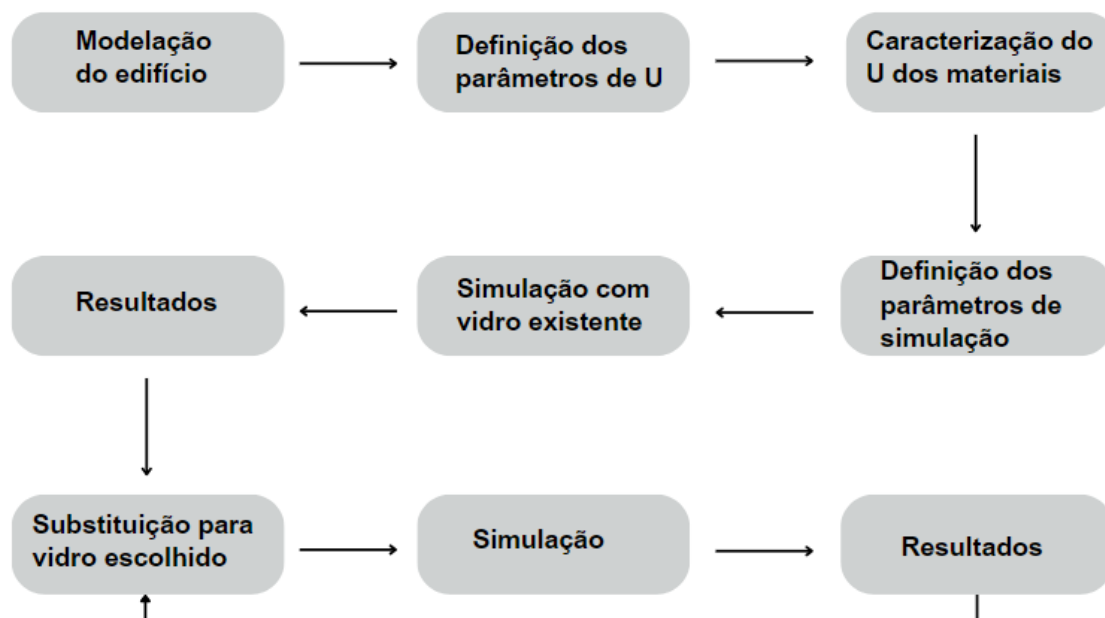 Modelação
do edifício
Definição dos
parâmetros de U
Caracterização do
U dos materiais
Definição dos
parâmetros de
simulação
Simulação com
vidro existente
Resultados
Substituição para
vidro escolhido
Simulação
Resultados